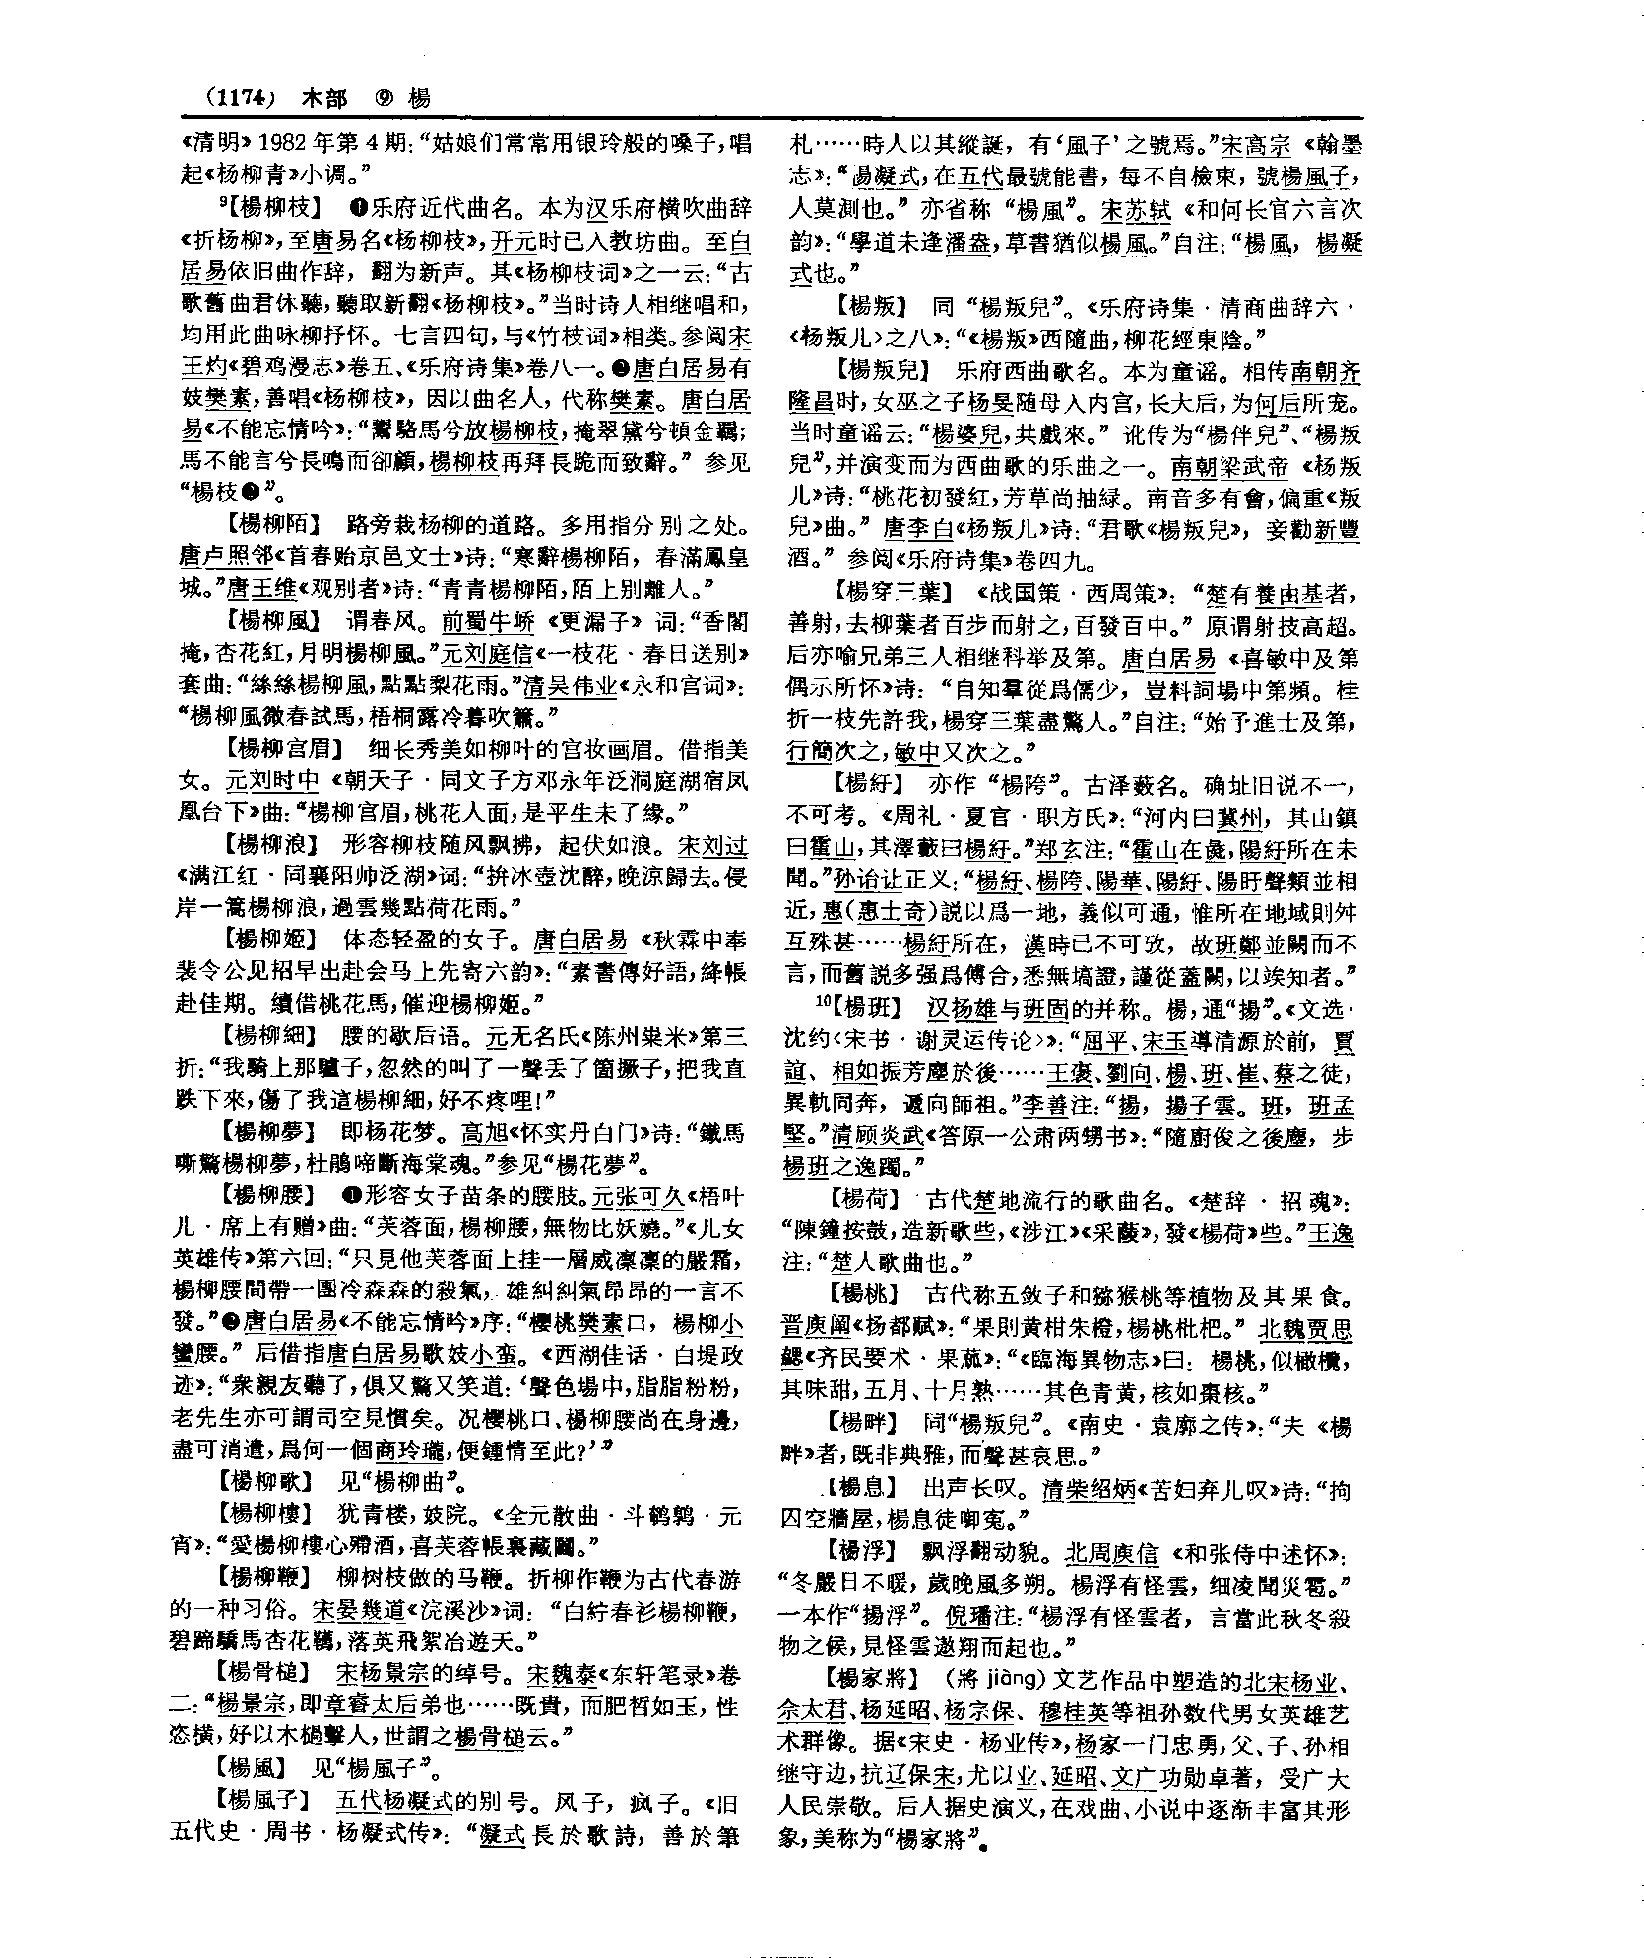 (1174) 木部 ⑨ 楊
《清明》1982年第4期：“姑娘们常常用银玲般的嗓子，唱
起《杨柳青》小调。”
⁹【楊柳枝】 ❶乐府近代曲名。本为汉乐府横吹曲辞
《折杨柳》，至唐易名《杨柳枝》，开元时已入教坊曲。至白
居易依旧曲作辞，翻为新声。其《杨柳枝词》之一云：“古
歌舊曲君休聽，聽取新翻《杨柳枝》。”当时诗人相继唱和，
均用此曲咏柳抒怀。七言四句，与《竹枝词》相类。参阅宋
王灼《碧鸡漫志》卷五、《乐府诗集》卷八一。❷唐白居易有
妓樊素，善唱《杨柳枝》，因以曲名人，代称樊素。唐白居
易《不能忘情吟》：“鬻駱馬兮放楊柳枝，掩翠黛兮頓金羈；
馬不能言兮長鳴而卻顧，楊柳枝再拜長跪而致辭。”参见
“楊枝❷”。
【楊柳陌】 路旁栽杨柳的道路。多用指分别之处。
唐卢照邻《首春贻京邑文士》诗：“寒辭楊柳陌，春滿鳳皇
城。”唐王维《观别者》诗：“青青楊柳陌，陌上别離人。”
【楊柳風】 谓春风。前蜀牛峤《更漏子》词：“香閣
掩，杏花紅，月明楊柳風。”元刘庭信《一枝花·春日送别》
套曲：“絲絲楊柳風，點點梨花雨。”清吴伟业《永和宫词》：
“楊柳風微春試馬，梧桐露冷暮吹簫。”
【楊柳宫眉】 细长秀美如柳叶的宫妆画眉。借指美
女。元刘时中《朝天子·同文子方邓永年泛洞庭湖宿凤
凰台下》曲：“楊柳宫眉，桃花人面，是平生未了缘。”
【楊柳浪】 形容柳枝随风飘拂，起伏如浪。宋刘过
《满江红·同襄阳帅泛湖》词：“拚冰壺沈醉，晚涼歸去。侵
岸一篙楊柳浪，過雲幾點荷花雨。”
【楊柳姬】 体态轻盈的女子。唐白居易《秋霖中奉
裴令公见招早出赴会马上先寄六韵》：“素書傳好語，絳帳
赴佳期。續借桃花馬，催迎楊柳姬。”
【楊柳細】 腰的歇后语。元无名氏《陈州粜米》第三
折：“我騎上那驢子，忽然的叫了一聲丢了箇撅子，把我直
跌下來，傷了我這楊柳細，好不疼哩！”
【楊柳夢】 即杨花梦。高旭《怀实丹白门》诗：“鐵馬
嘶驚楊柳夢，杜鵑啼斷海棠魂。”参见“楊花夢”。
【楊柳腰】 ❶形容女子苗条的腰肢。元张可久《梧叶
儿·席上有赠》曲：“芙蓉面，楊柳腰，無物比妖嬈。”《儿女
英雄传》第六回：“只見他芙蓉面上挂一層威凛凛的嚴霜，
楊柳腰間帶一團冷森森的殺氣，雄糾糾氣昂昂的一言不
發。”❷唐白居易《不能忘情吟》序：“櫻桃樊素口，楊柳小
蠻腰。”后借指唐白居易歌妓小蛮。《西湖佳话·白堤政
迹》：“衆親友聽了，俱又驚又笑道：‘聲色場中，脂脂粉粉，
老先生亦可謂司空見慣矣。况櫻桃口、楊柳腰尚在身邊，
盡可消遣，爲何一個商玲瓏，便鍾情至此？’”
【楊柳歌】 见“楊柳曲”。
【楊柳樓】 犹青楼，妓院。《全元散曲·斗鹌鹑·元
宵》：“愛楊柳樓心殢酒，喜芙蓉帳裏藏鬮。”
【楊柳鞭】 柳树枝做的马鞭。折柳作鞭为古代春游
的一种习俗。宋晏幾道《浣溪沙》词：“白紵春衫楊柳鞭，
碧蹄驕馬杏花韉，落英飛絮冶遊天。”
【楊骨槌】 宋杨景宗的绰号。宋魏泰《东轩笔录》卷
二：“楊景宗，即章睿太后弟也……既貴，而肥晳如玉，性
恣横，好以木檛擊人，世謂之楊骨槌云。”
【楊風】 见“楊風子”。
【楊風子】 五代杨凝式的别号。风子，疯子。《旧
五代史·周书·杨凝式传》：“凝式長於歌詩，善於筆
札……時人以其縱誕，有‘風子’之號焉。”宋高宗《翰墨
志》：“楊凝式，在五代最號能書，每不自檢束，號楊風子，
人莫測也。”亦省称“楊風”。宋苏轼《和何长官六言次
韵》：“學道未逢潘盎，草書猶似楊風。”自注：“楊風，楊凝
式也。”
【楊叛】 同“楊叛兒”。《乐府诗集·清商曲辞六·
〈杨叛儿〉之八》：“《楊叛》西隨曲，柳花經東陰。”
【楊叛兒】 乐府西曲歌名。本为童谣。相传南朝齐
隆昌时，女巫之子杨旻随母入内宫，长大后，为何后所宠。
当时童谣云：“楊婆兒，共戲來。”讹传为“楊伴兒”、“楊叛
兒”，并演变而为西曲歌的乐曲之一。南朝梁武帝《杨叛
儿》诗：“桃花初發紅，芳草尚抽緑。南音多有會，偏重《叛
兒》曲。”唐李白《杨叛儿》诗：“君歌《楊叛兒》，妾勸新豐
酒。”参阅《乐府诗集》卷四九。
【楊穿三葉】 《战国策·西周策》：“楚有養由基者，
善射，去柳葉者百步而射之，百發百中。”原谓射技高超。
后亦喻兄弟三人相继科举及第。唐白居易《喜敏中及第
偶示所怀》诗：“自知羣從爲儒少，豈料詞場中第頻。桂
折一枝先許我，楊穿三葉盡驚人。”自注：“始予進士及第，
行簡次之，敏中又次之。”
【楊紆】 亦作“楊陓”。古泽薮名。确址旧说不一，
不可考。《周礼·夏官·职方氏》：“河内曰冀州，其山鎮
曰霍山，其澤藪曰楊紆。”郑玄注：“霍山在彘，陽紆所在未
聞。”孙诒让正义：“楊紆、楊陓、陽華、陽紆、陽盱聲類並相
近，惠(惠士奇)説以爲一地，義似可通，惟所在地域則舛
互殊甚……楊紆所在，漢時已不可攷，故班鄭並闕而不
言，而舊説多强爲傅合，悉無塙證，謹從蓋闕，以竢知者。”
¹⁰【楊班】 汉杨雄与班固的并称。楊，通“揚”。《文选·
沈约〈宋书·谢灵运传论〉》：“屈平、宋玉導清源於前，賈
誼、相如振芳塵於後……王褒、劉向、楊、班、崔、蔡之徒，
異軌同奔，遞向師祖。”李善注：“揚，揚子雲。班，班孟
堅。”清顾炎武《答原一公肃两甥书》：“隨廚俊之後塵，步
楊班之逸躅。”
【楊荷】 古代楚地流行的歌曲名。《楚辞·招魂》：
“陳鐘按鼓，造新歌些，《涉江》《采菱》，發《楊荷》些。”王逸
注：“楚人歌曲也。”
【楊桃】 古代称五敛子和猕猴桃等植物及其果食。
晋庾阐《杨都赋》：“果則黄柑朱橙，楊桃枇杷。”北魏贾思
勰《齐民要术·果蓏》：“《臨海異物志》曰：楊桃，似橄欖，
其味甜，五月、十月熟……其色青黄，核如棗核。”
【楊畔】 同“楊叛兒”。《南史·袁廓之传》：“夫《楊
畔》者，既非典雅，而聲甚哀思。”
【楊息】 出声长叹。清柴绍炳《苦妇弃儿叹》诗：“拘
囚空牆屋，楊息徒啣冤。”
【楊浮】 飘浮翻动貌。北周庾信《和张侍中述怀》：
“冬嚴日不暖，歲晚風多朔。楊浮有怪雲，细凌聞災雹。”
一本作“揚浮”。倪璠注：“楊浮有怪雲者，言當此秋冬殺
物之候，見怪雲遨翔而起也。”
【楊家將】 (將 jiàng)文艺作品中塑造的北宋杨业、
佘太君、杨延昭、杨宗保、穆桂英等祖孙数代男女英雄艺
术群像。据《宋史·杨业传》，杨家一门忠勇，父、子、孙相
继守边，抗辽保宋，尤以业、延昭、文广功勋卓著，受广大
人民崇敬。后人据史演义，在戏曲、小说中逐渐丰富其形
象，美称为“楊家將”。